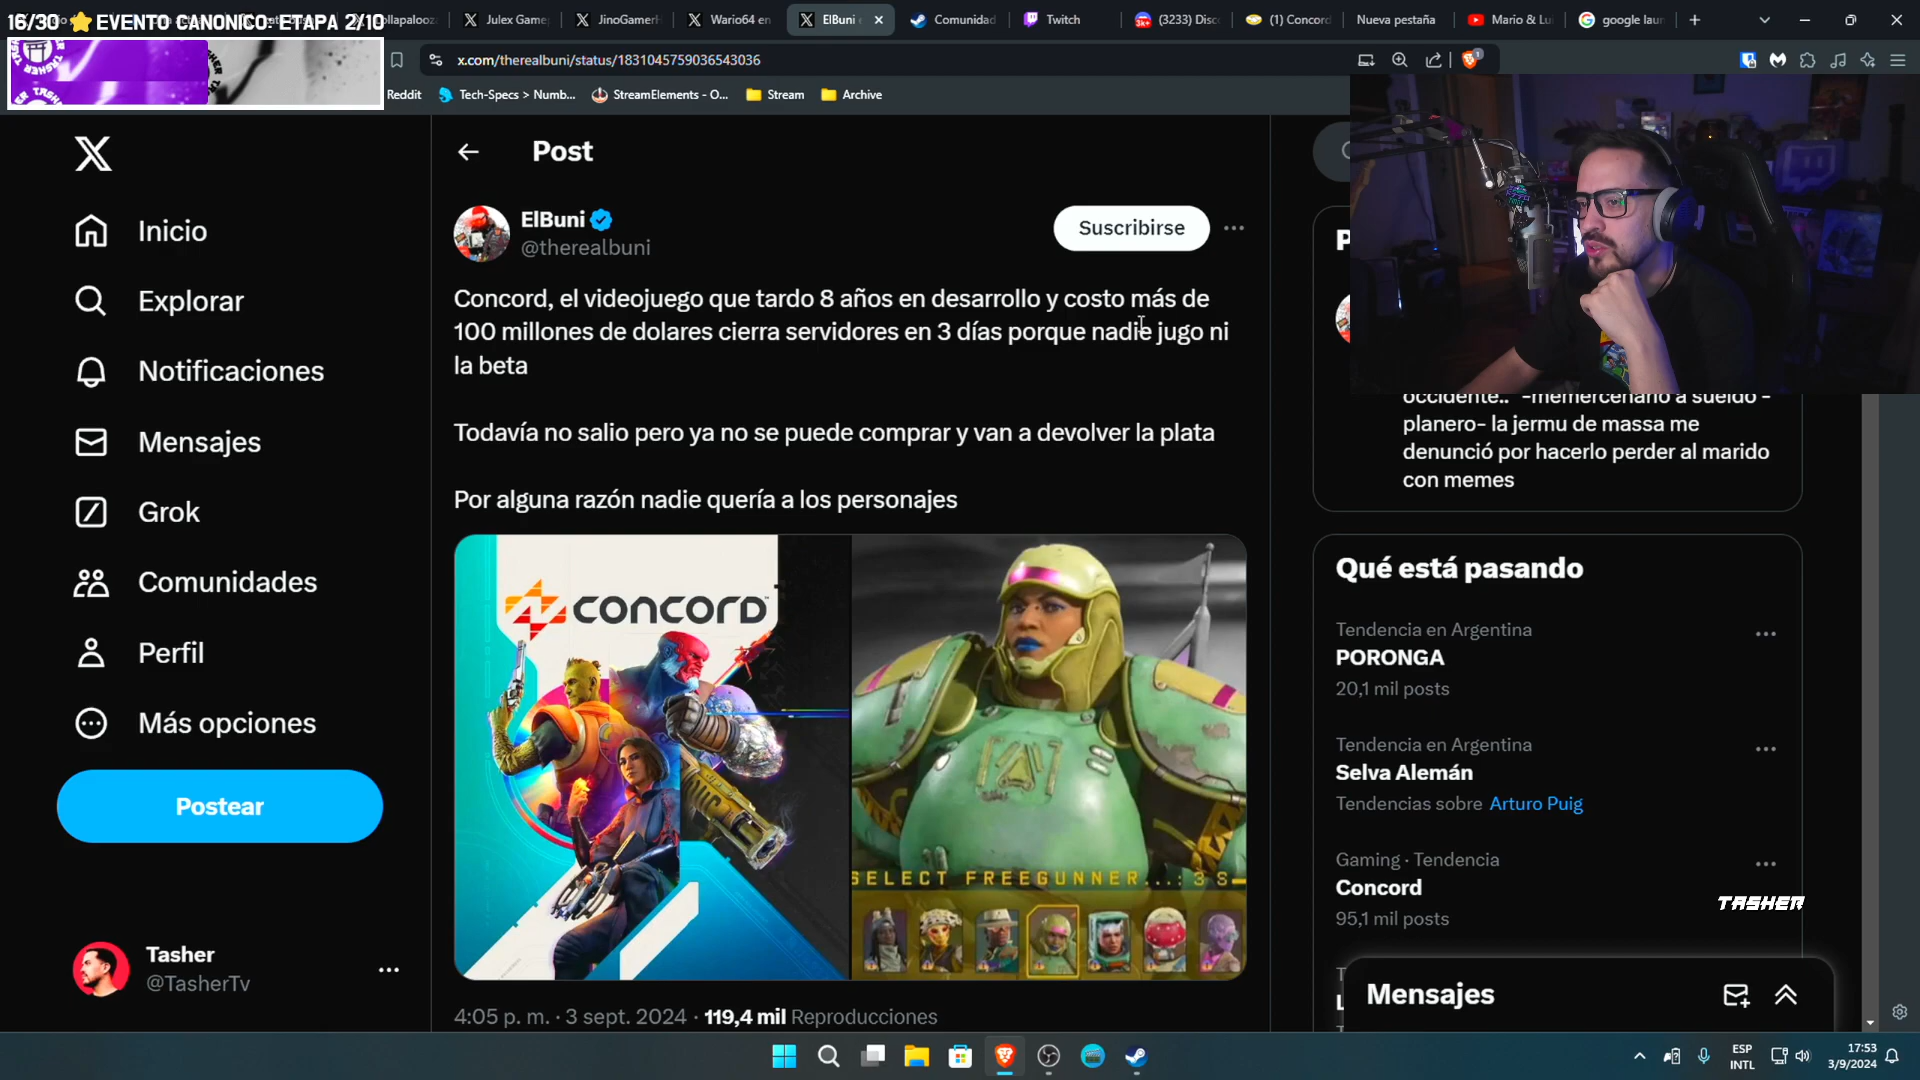 16/30 ⭐ EVENTO CANONICO: ETAPA 2/10
TASHER
Julex Game
JinoGamerH
Wario64 en
ElBuni
Comunidad
Twitch
(3233) Disc
(1) Concord
Nueva pestaña
Mario & Lu
google laun
x.com/therealbuni/status/1831045759036543036
Reddit
Tech-Specs > Numb...
StreamElements - O...
Stream
Archive
Inicio
Explorar
Notificaciones
Mensajes
Grok
Comunidades
Perfil
Más opciones
Postear
Tasher
@TasherTv
Post
ElBuni
@therealbuni
Suscribirse
Concord, el videojuego que tardo 8 años en desarrollo y costo más de
100 millones de dolares cierra servidores en 3 días porque nadie jugo ni
la beta
Todavía no salio pero ya no se puede comprar y van a devolver la plata
Por alguna razón nadie quería a los personajes
CONCORD™
SELECT FREEGUNNER...: 3 S
4:05 p. m. · 3 sept. 2024 · 119,4 mil Reproducciones
occidente.. -memercenario a sueldo -
planero- la jermu de massa me
denunció por hacerlo perder al marido
con memes
Qué está pasando
Tendencia en Argentina
PORONGA
20,1 mil posts
Tendencia en Argentina
Selva Alemán
Tendencias sobre Arturo Puig
Gaming · Tendencia
Concord
95,1 mil posts
TASHER
Mensajes
ESP
INTL
17:53
3/9/2024